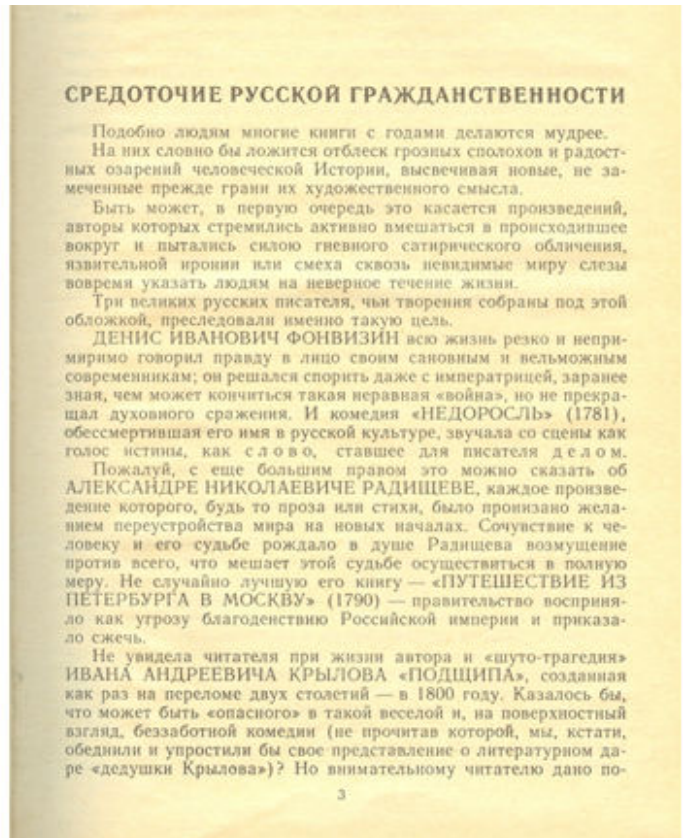 СРЕДОТОЧИЕ РУССКОЙ ГРАЖДАНСТВЕННОСТИ
Подобно людям многие книги с годами делаются мудрее.
На них словно бы ложится отблеск грозных сполохов и радост-
ных озарений человеческой Истории, высвечивая новые, не за-
меченные прежде грани их художественного смысла.
Быть может, в первую очередь это касается произведений,
авторы которых стремились активно вмешаться в происходившее
вокруг и пытались силою гневного сатирического обличения,
язвительной иронии или смеха сквозь невидимые миру слезы
вовремя указать людям на неверное течение жизни.
Три великих русских писателя, чьи творения собраны под этой
обложкой, преследовали именно такую цель.
ДЕНИС ИВАНОВИЧ ФОНВИЗИН всю жизнь резко и непри-
миримо говорил правду в лицо своим сановным и вельможным
современникам; он решался спорить даже с императрицей, заранее
зная, чем может кончиться такая неравная «война», но не прекра-
щал духовного сражения. И комедия «НЕДОРОСЛЬ» (1781),
обессмертившая его имя в русской культуре, звучала со сцены как
голос истины, как слово, ставшее для писателя делом.
Пожалуй, с еще большим правом это можно сказать об
АЛЕКСАНДРЕ НИКОЛАЕВИЧЕ РАДИЩЕВЕ, каждое произве-
дение которого, будь то проза или стихи, было пронизано жела-
нием переустройства мира на новых началах. Сочувствие к че-
ловеку и его судьбе рождало в душе Радищева возмущение
против всего, что мешает этой судьбе осуществиться в полную
меру. Не случайно лучшую его книгу — «ПУТЕШЕСТВИЕ ИЗ
ПЕТЕРБУРГА В МОСКВУ» (1790) — правительство восприня-
ло как угрозу благоденствию Российской империи и приказа-
ло сжечь.
Не увидела читателя при жизни автора и «шуто-трагедия»
ИВАНА АНДРЕЕВИЧА КРЫЛОВА «ПОДЩИПА», созданная
как раз на переломе двух столетий — в 1800 году. Казалось бы,
что может быть «опасного» в такой веселой и, на поверхностный
взгляд, беззаботной комедии (не прочитав которой, мы, кстати,
обеднили и упростили бы свое представление о литературном да-
ре «дедушки Крылова»)? Но внимательному читателю дано по-
3